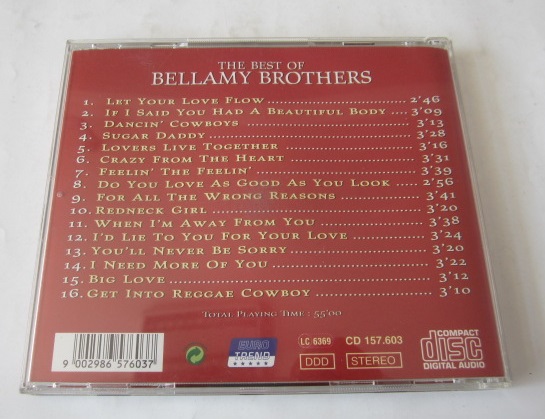 THE BEST OF
BELLAMY BROTHERS
1. LET YOUR LOVE FLOW 2'46
2. IF I SAID YOU HAD A BEAUTIFUL BODY 3'09
3. DANCIN' COWBOYS 3'13
4. SUGAR DADDY 3'28
5. LOVERS LIVE TOGETHER 3'16
6. CRAZY FROM THE HEART 3'31
7. FEELIN' THE FEELIN' 3'39
8. DO YOU LOVE AS GOOD AS YOU LOOK 2'56
9. FOR ALL THE WRONG REASONS 3'41
10. REDNECK GIRL 3'20
11. WHEN I'M AWAY FROM YOU 3'38
12. I'D LIE TO YOU FOR YOUR LOVE 3'24
13. YOU'LL NEVER BE SORRY 3'20
14. I NEED MORE OF YOU 3'22
15. BIG LOVE 3'12
16. GET INTO REGGAE COWBOY 3'10
TOTAL PLAYING TIME : 55'00
9 002986 576037
EURO
TREND
LC 6369
DDD
CD 157.603
STEREO
COMPACT
disc
DIGITAL AUDIO